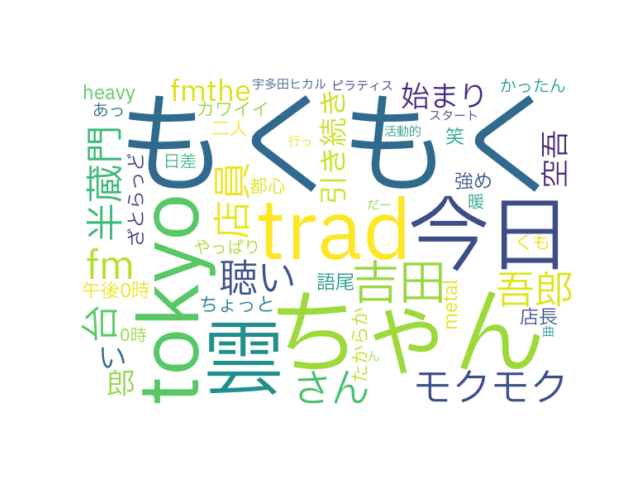 heavy
fmthe
宇多田ヒカル
ピラティス
始まり
かったん
あっ
カワイイ
もくもく
引き続き
スタート
二人
行っ
活動的
笑
空吾
半蔵門
ざとらっど
日差
店員
都心
強め
暖
tokyo
trad
だー
今日
やっぱり
くも
fm
聴い
語尾
吉田
吾郎
午後0時
ちょっと
台
0時
雲
ちゃん
たからか
metal
店長
曲
い
ん
郎
さん
モクモク